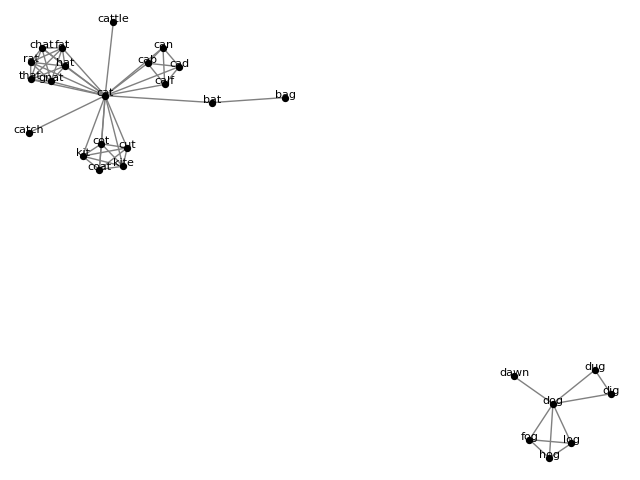 cattle
chat
fat
can
rat
hat
cab
cad
that
gnat
calf
cat
bat
bag
catch
cot
cut
kit
coat
kite
dawn
dug
dig
dog
fog
log
hog